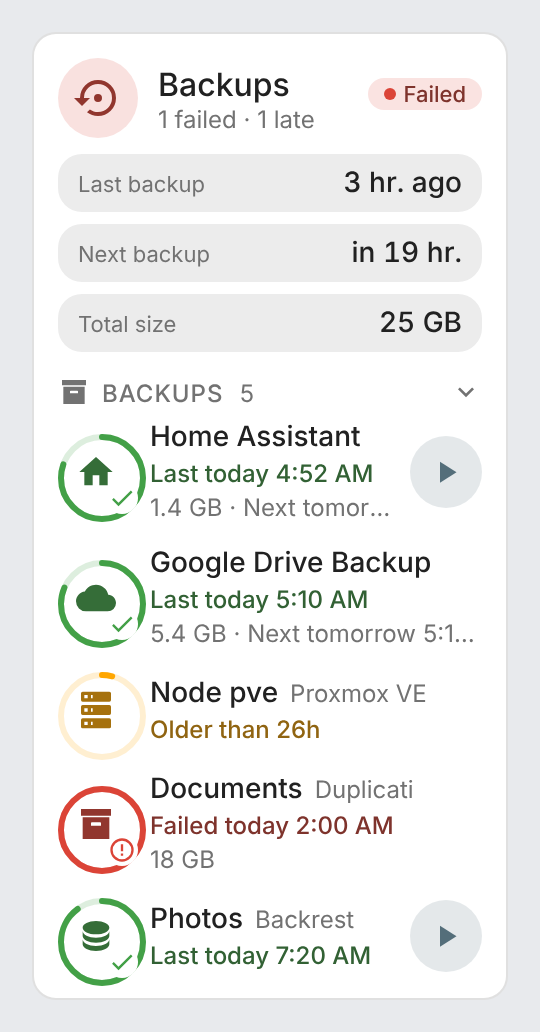 Backups
1 failed · 1 late
Failed
Last backup 3 hr. ago
Next backup in 19 hr.
Total size 25 GB
BACKUPS 5
Home Assistant
Last today 4:52 AM
1.4 GB · Next tomor...
Google Drive Backup
Last today 5:10 AM
5.4 GB · Next tomorrow 5:1...
Node pve Proxmox VE
Older than 26h
Documents Duplicati
Failed today 2:00 AM
18 GB
Photos Backrest
Last today 7:20 AM